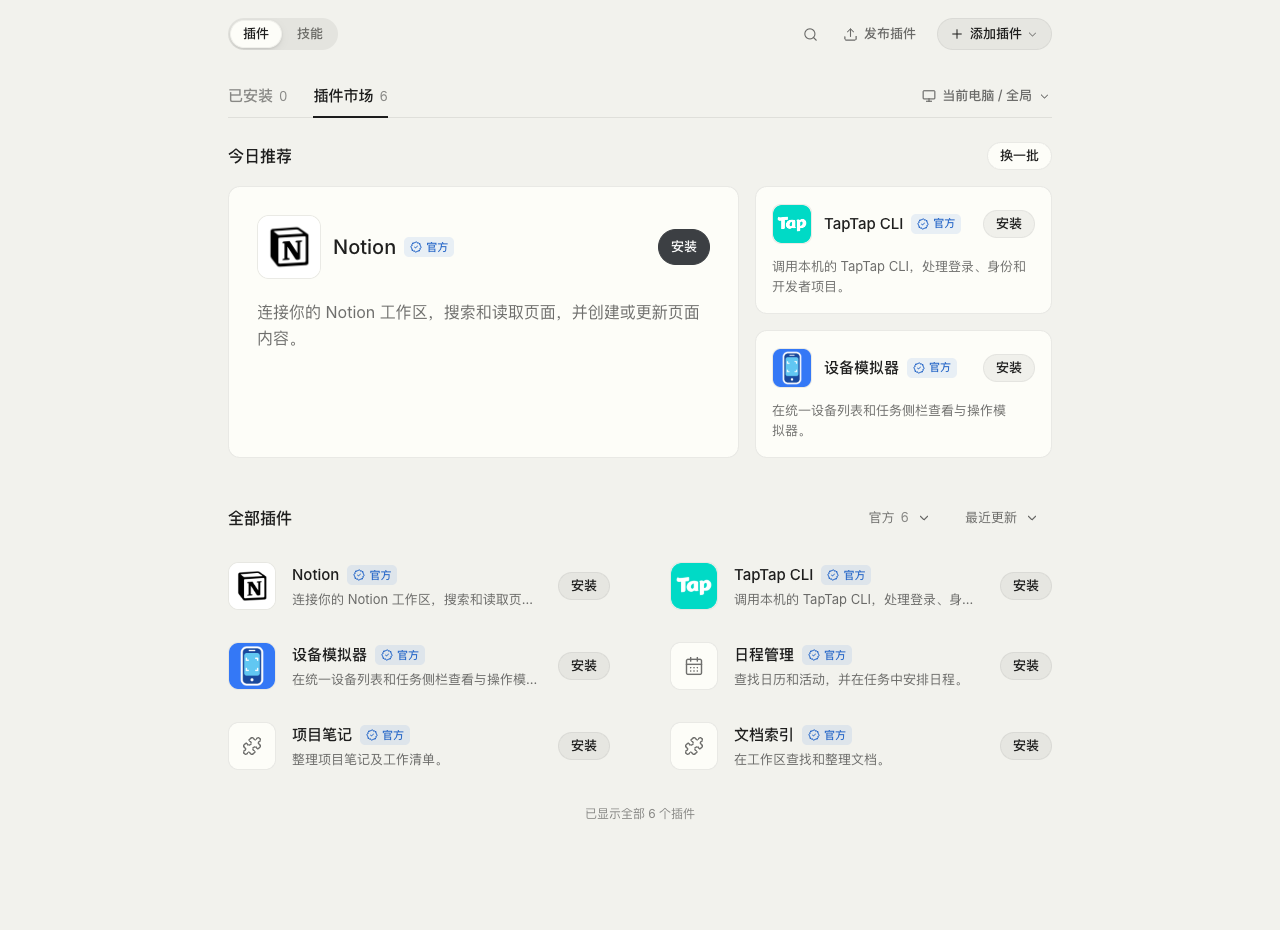 插件 技能 发布插件 添加插件
已安装 0 插件市场 6 当前电脑 / 全局
今日推荐 换一批
Notion 官方 安装
连接你的 Notion 工作区，搜索和读取页面，并创建或更新页面
内容。
Tap TapTap CLI 官方 安装
调用本机的 TapTap CLI，处理登录、身份和
开发者项目。
设备模拟器 官方 安装
在统一设备列表和任务侧栏查看与操作模
拟器。
全部插件 官方 6 最近更新
Notion 官方 安装
连接你的 Notion 工作区，搜索和读取页...
Tap TapTap CLI 官方 安装
调用本机的 TapTap CLI，处理登录、身...
设备模拟器 官方 安装
在统一设备列表和任务侧栏查看与操作模...
日程管理 官方 安装
查找日历和活动，并在任务中安排日程。
项目笔记 官方 安装
整理项目笔记及工作清单。
文档索引 官方 安装
在工作区查找和整理文档。
已显示全部 6 个插件